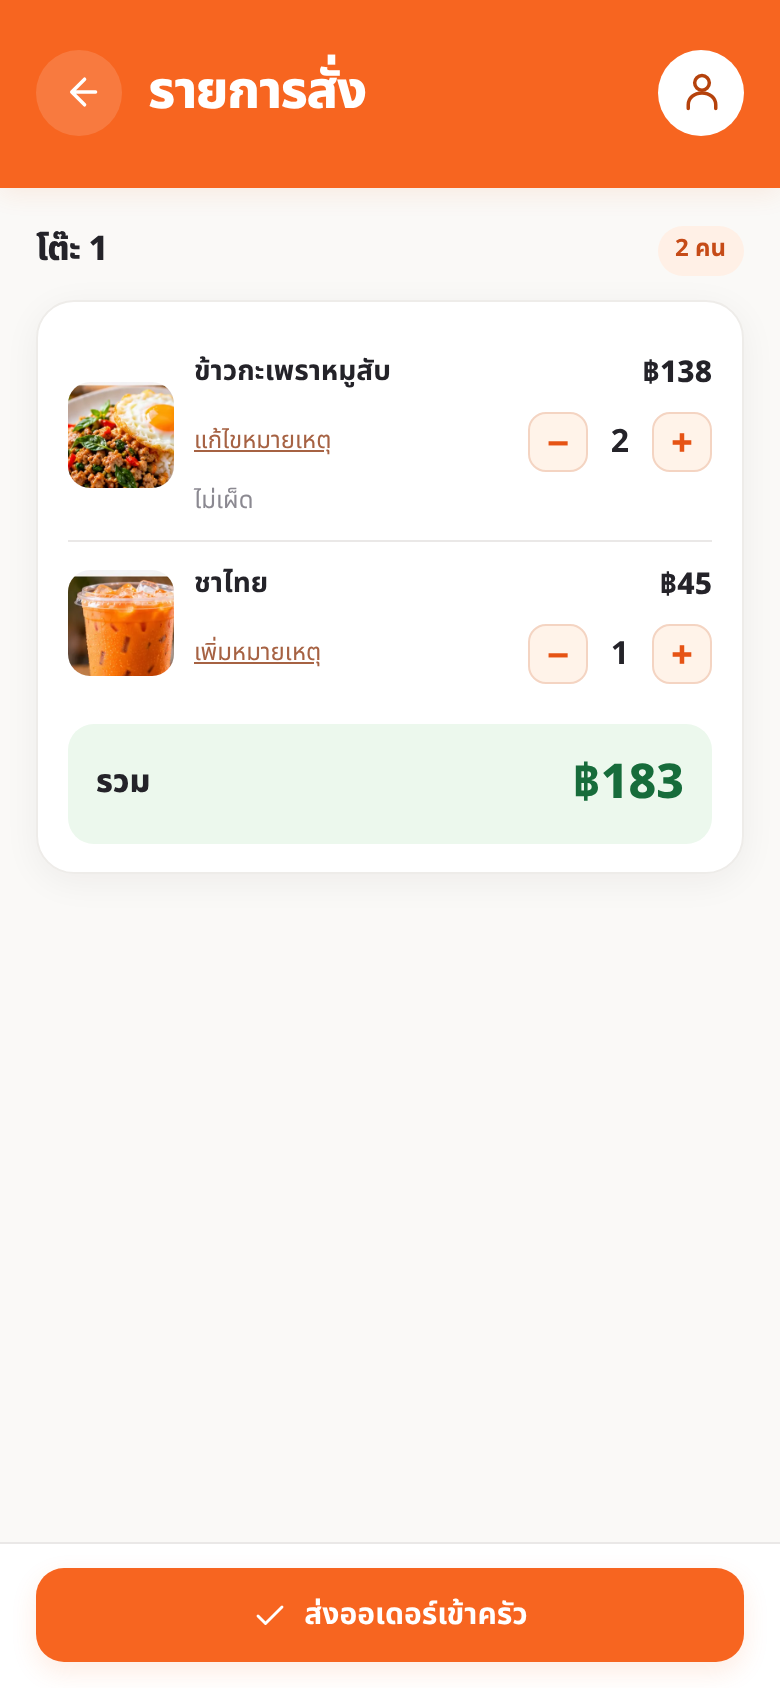 รายการสั่ง
โต๊ะ 1
2 คน
ข้าวกะเพราหมูสับ
฿138
แก้ไขหมายเหตุ
− 2 +
ไม่เผ็ด
ชาไทย
฿45
เพิ่มหมายเหตุ
− 1 +
รวม
฿183
ส่งออเดอร์เข้าครัว